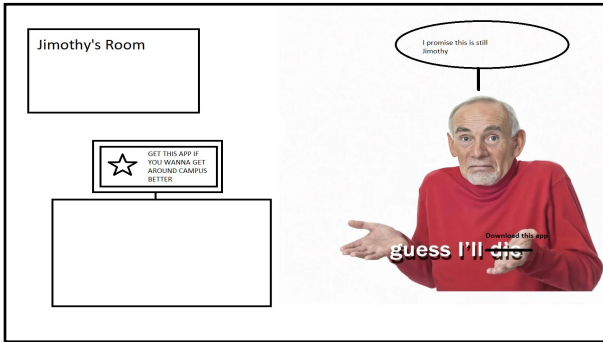 Jimothy's Room
I promise this is still
Jimothy
GET THIS APP IF
YOU WANNA GET
AROUND CAMPUS
BETTER
Download this app
guess I'll die